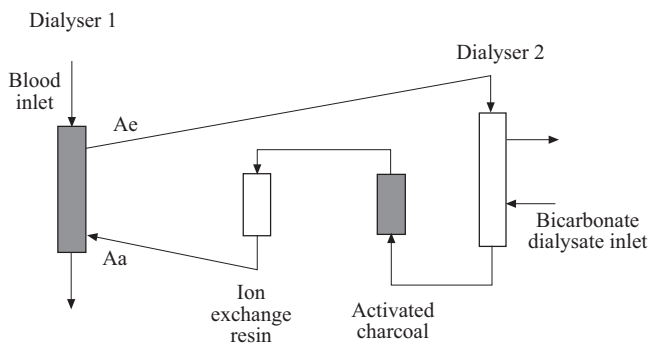 Dialyser 1
Dialyser 2
Blood
inlet
Ae
Aa
Bicarbonate
dialysate inlet
Ion
exchange
resin
Activated
charcoal